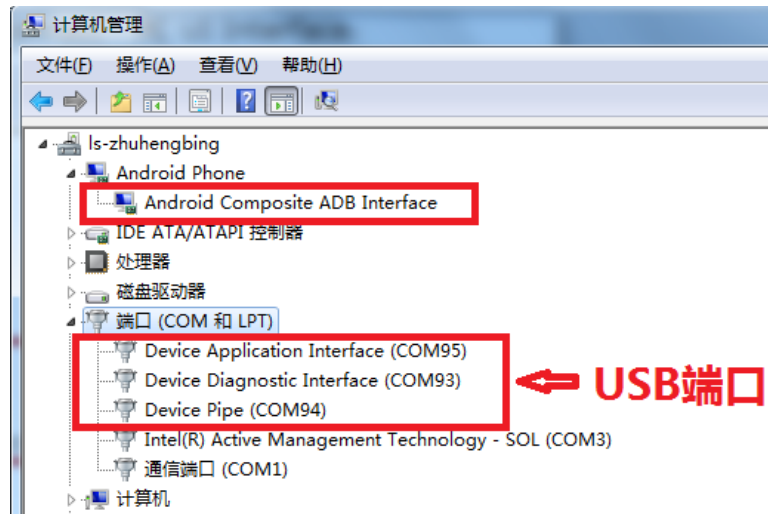 计算机管理
文件(F) 操作(A) 查看(V) 帮助(H)
ls-zhuhengbing
Android Phone
Android Composite ADB Interface
IDE ATA/ATAPI 控制器
处理器
磁盘驱动器
端口 (COM 和 LPT)
Device Application Interface (COM95)
Device Diagnostic Interface (COM93)
USB端口
Device Pipe (COM94)
Intel(R) Active Management Technology - SOL (COM3)
通信端口 (COM1)
计算机